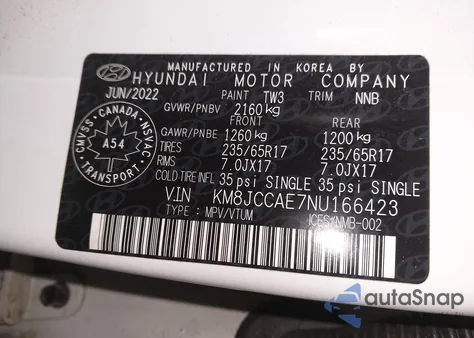 MANUFACTURED IN KOREA BY
HYUNDAI MOTOR COMPANY
JUN/2022 PAINT TW3 TRIM NNB
GVWR/PNBV 2160 kg
FRONT REAR
GAWR/PNBE 1260 kg 1200 kg
TIRES 235/65R17 235/65R17
RIMS 7.0JX17 7.0JX17
COLD TIRE INFL 35 psi SINGLE 35 psi SINGLE
VIN KM8JCCAE7NU166423
TYPE : MPV/VTUM ICES/NMB-002
CMVSS · CANADA · NSVAC
A54
TRANSPORT
autaSnap